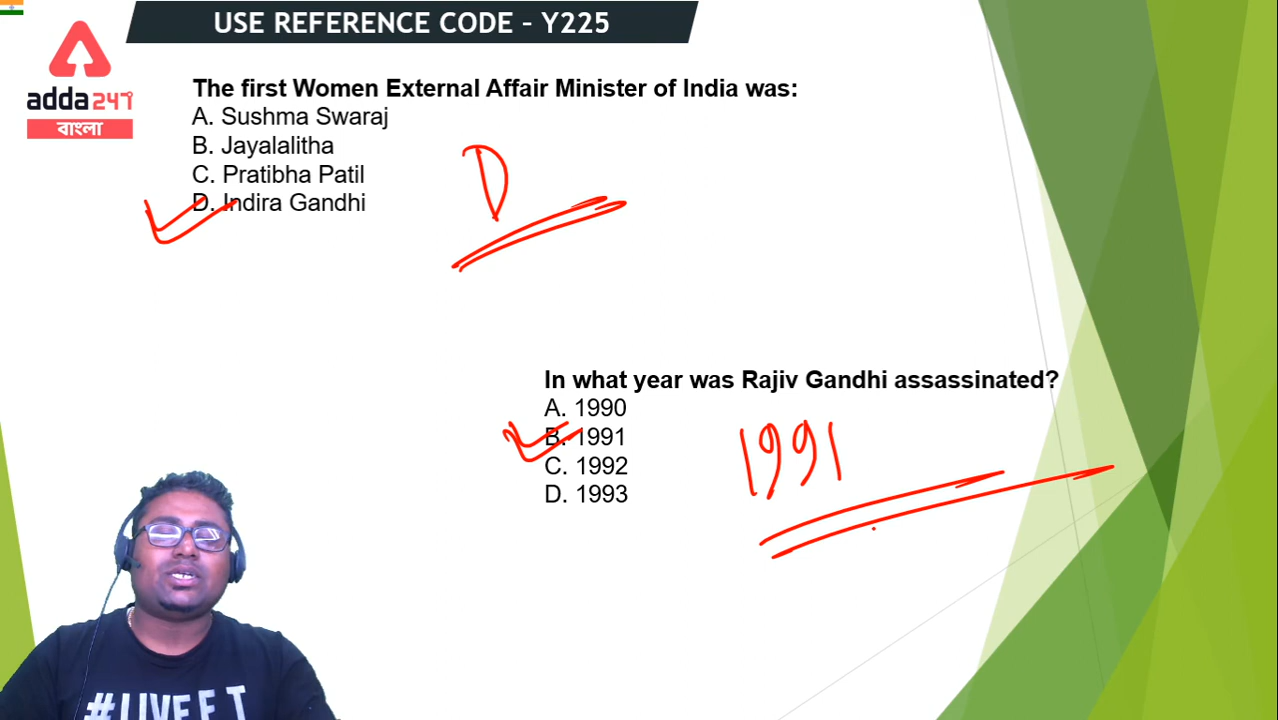 USE REFERENCE CODE - Y225
adda247
বাংলা
The first Women External Affair Minister of India was:
A. Sushma Swaraj
B. Jayalalitha
C. Pratibha Patil
D. Indira Gandhi
D
In what year was Rajiv Gandhi assassinated?
A. 1990
B. 1991
C. 1992
D. 1993
1991